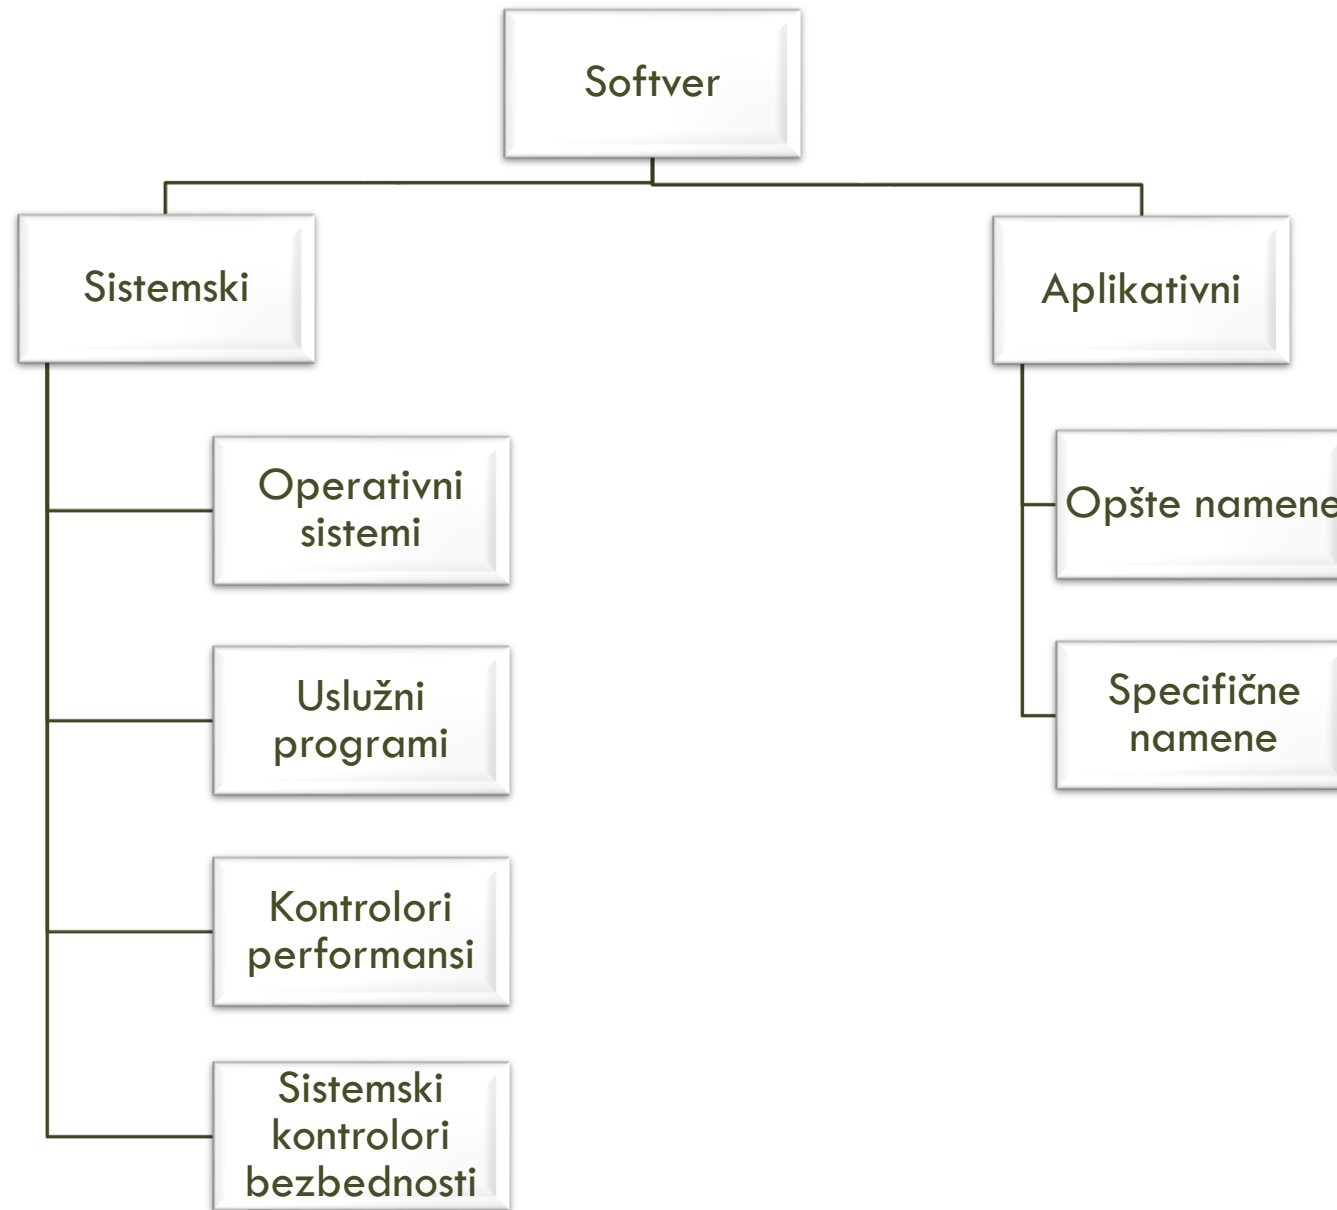 Softver
Sistemski
Aplikativni
Operativni
sistemi
Uslužni
programi
Kontrolori
performansi
Sistemski
kontrolori
bezbednosti
Opšte namene
Specifične
namene